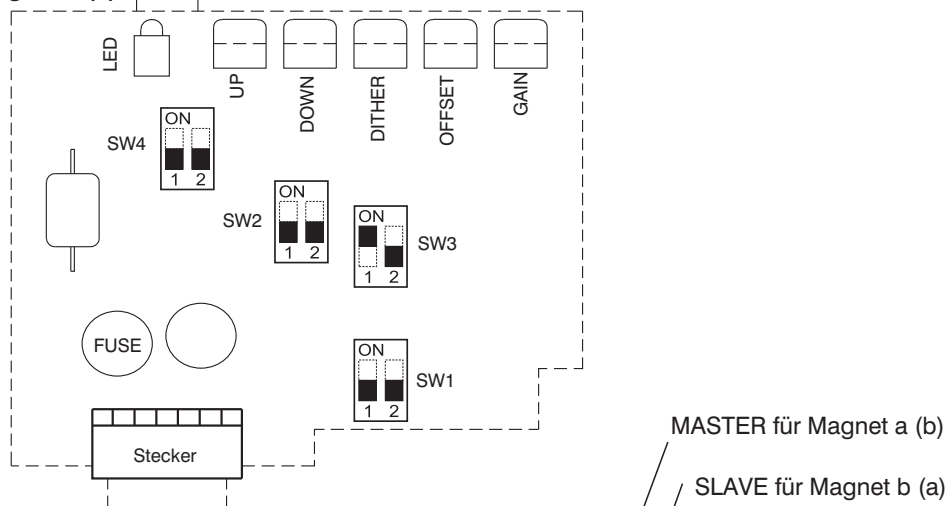 LED
UP
DOWN
DITHER
OFFSET
GAIN
SW4
ON
1 2
SW2
ON
1 2
ON
1 2
SW3
FUSE
ON
1 2
SW1
Stecker
MASTER für Magnet a (b)
SLAVE für Magnet b (a)